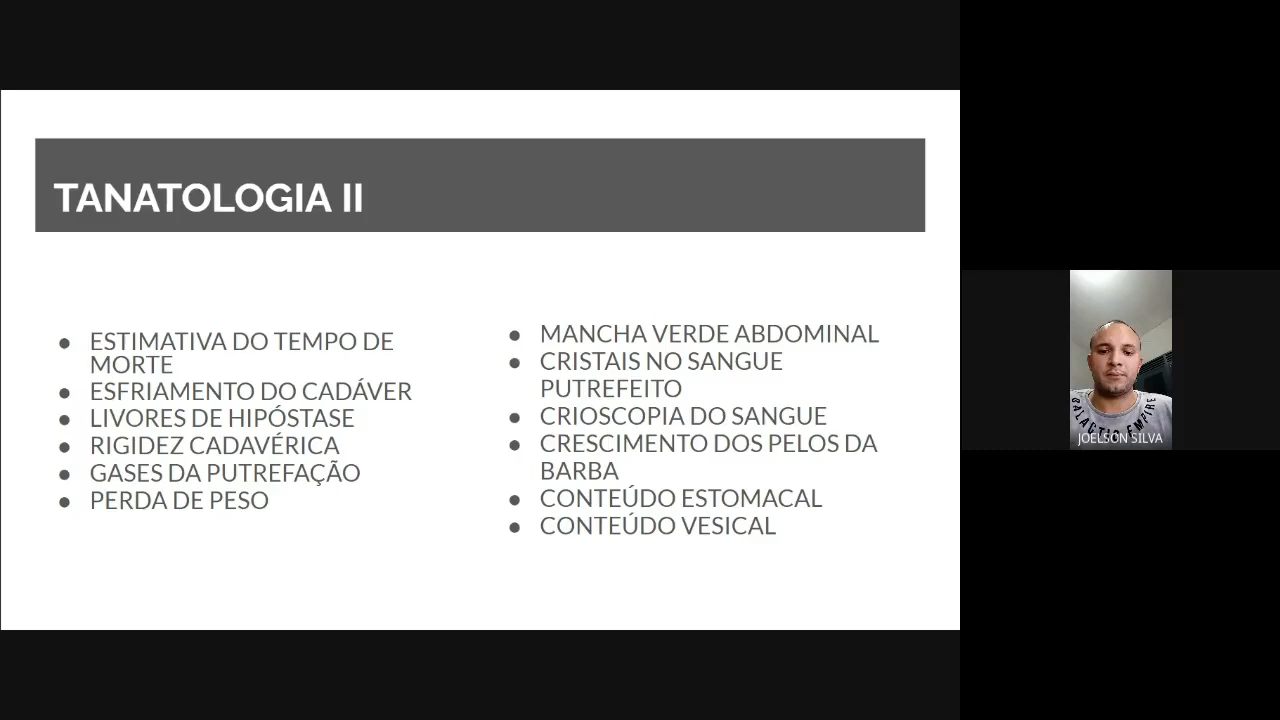 TANATOLOGIA II
● ESTIMATIVA DO TEMPO DE
MORTE
● ESFRIAMENTO DO CADÁVER
● LIVORES DE HIPÓSTASE
● RIGIDEZ CADAVÉRICA
● GASES DA PUTREFAÇÃO
● PERDA DE PESO
● MANCHA VERDE ABDOMINAL
● CRISTAIS NO SANGUE
PUTREFEITO
● CRIOSCOPIA DO SANGUE
● CRESCIMENTO DOS PELOS DA
BARBA
● CONTEÚDO ESTOMACAL
● CONTEÚDO VESICAL
GALACTIC EMPIRE
JOELSON SILVA